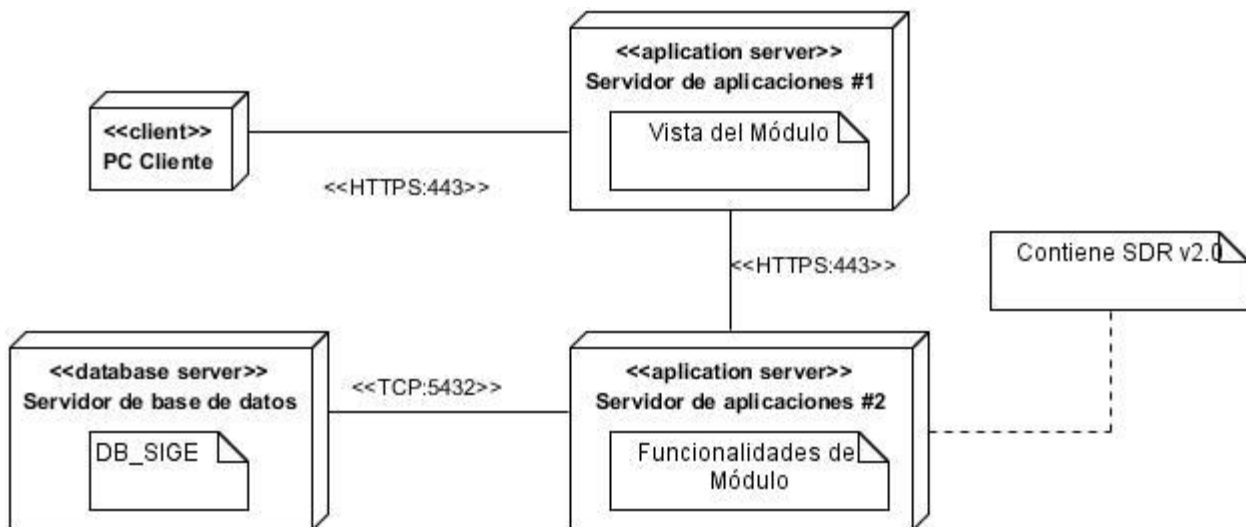 <<aplication server>>
Servidor de aplicaciones #1
Vista del Módulo
<<client>>
PC Cliente
<<HTTPS:443>>
<<HTTPS:443>>
Contiene SDR v2.0
<<database server>>
Servidor de base de datos
DB_SIGE
<<TCP:5432>>
<<aplication server>>
Servidor de aplicaciones #2
Funcionalidades de
Módulo